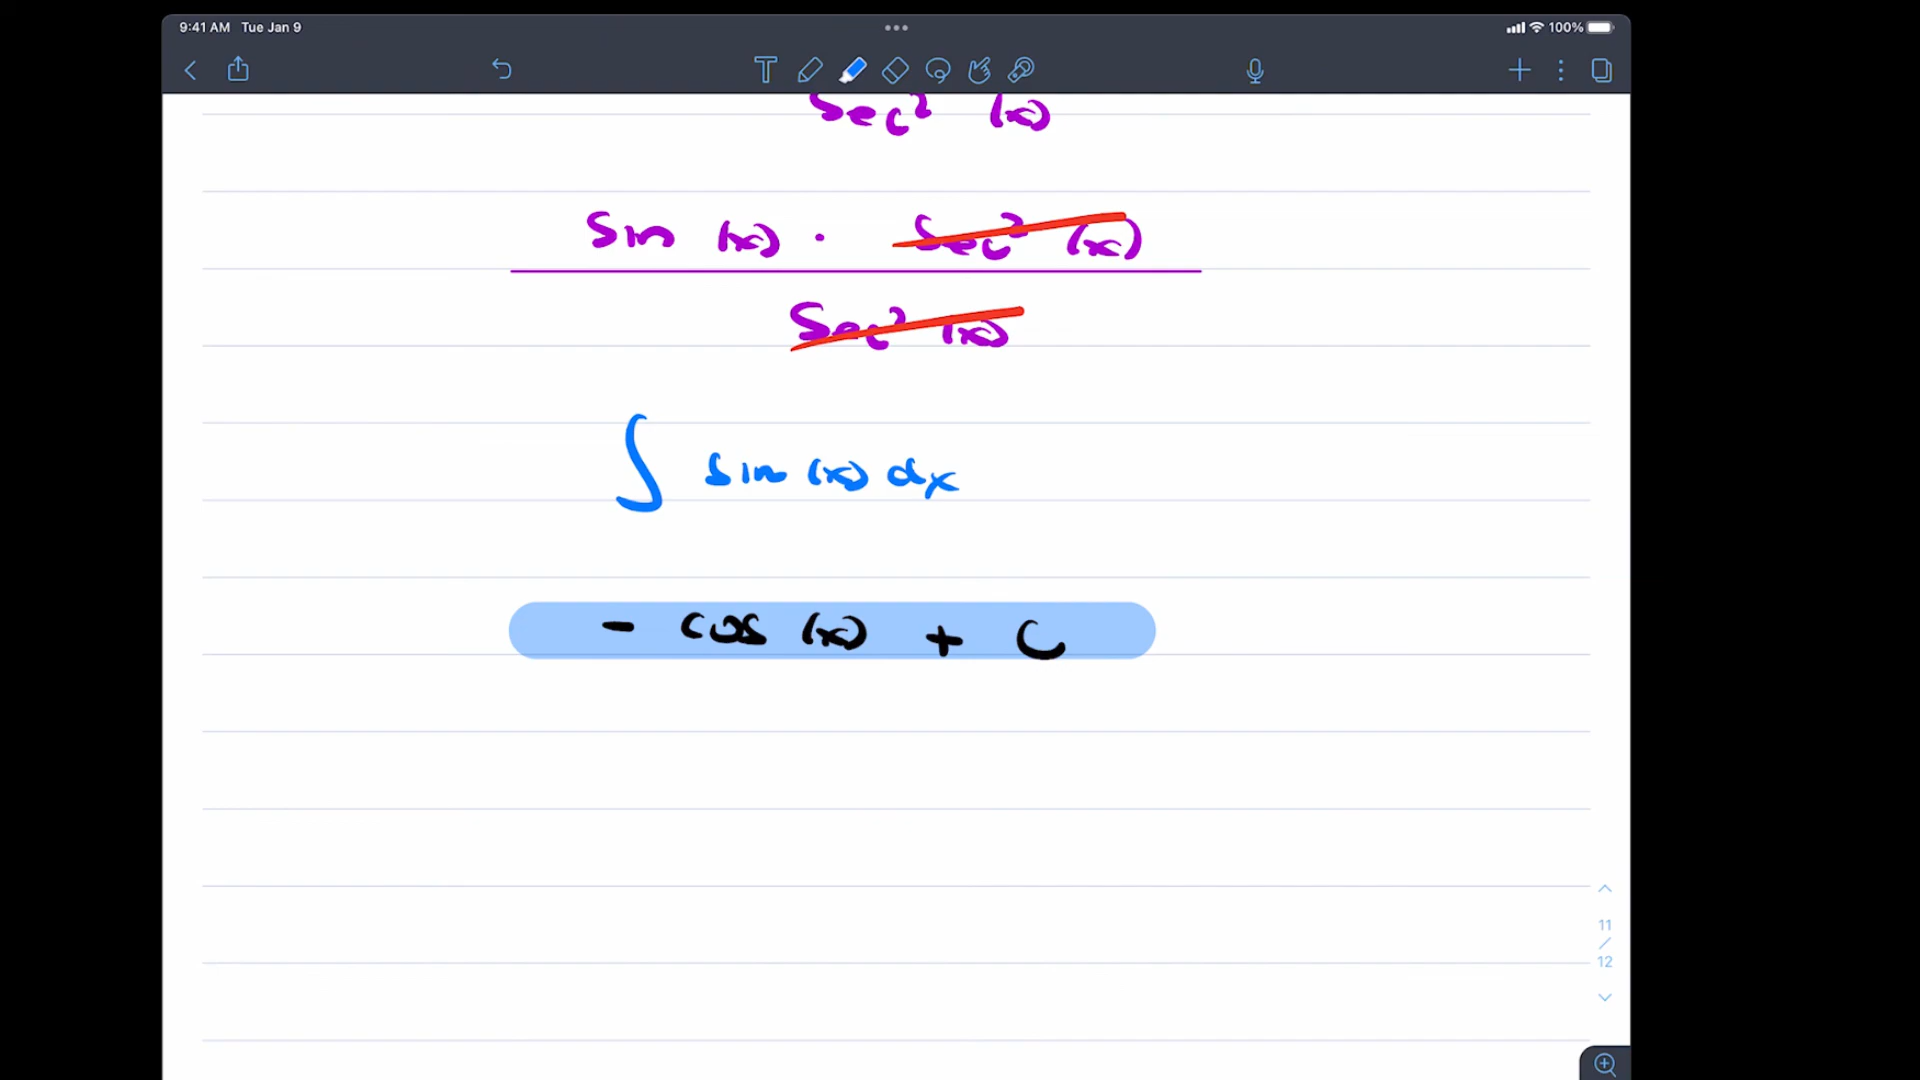 9:41 AM Tue Jan 9
100%
Sec² (x)
Sin (x) · Sec² (x)
Sec² (x)
∫ sin (x) dx
- cos (x) + C
11
/
12